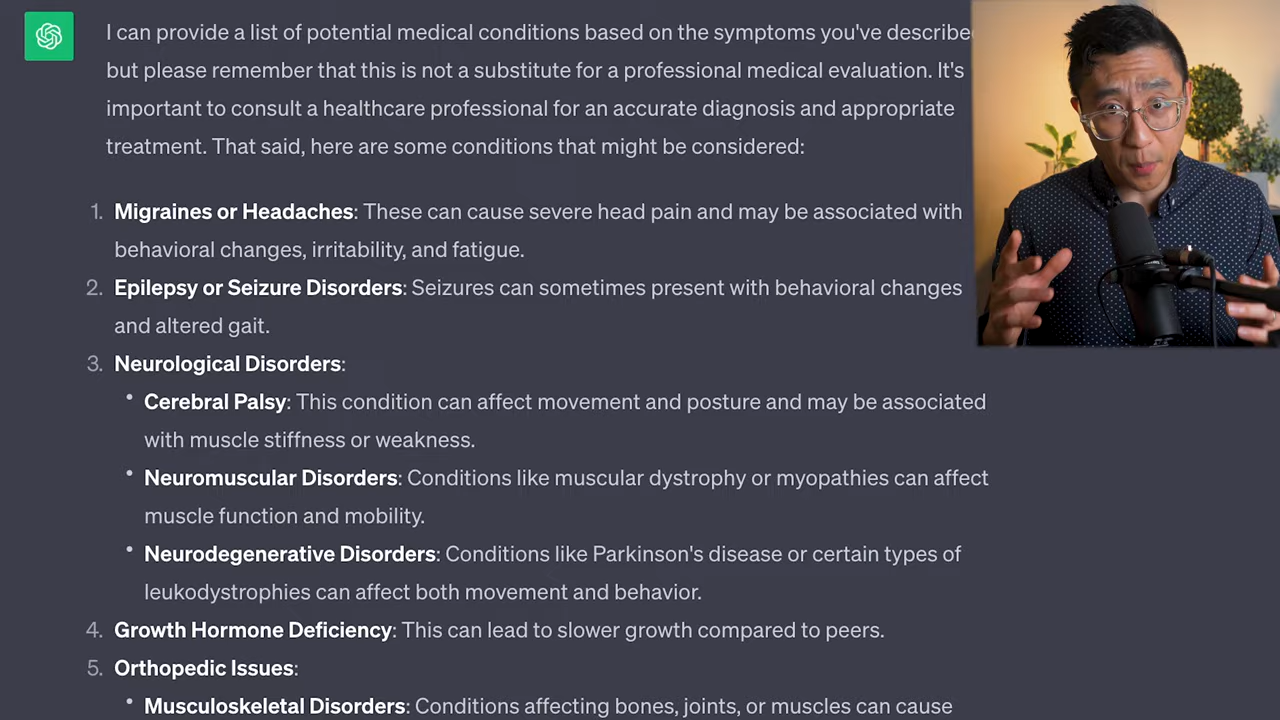 I can provide a list of potential medical conditions based on the symptoms you've describe
but please remember that this is not a substitute for a professional medical evaluation. It's
important to consult a healthcare professional for an accurate diagnosis and appropriate
treatment. That said, here are some conditions that might be considered:
1. Migraines or Headaches: These can cause severe head pain and may be associated with
behavioral changes, irritability, and fatigue.
2. Epilepsy or Seizure Disorders: Seizures can sometimes present with behavioral changes
and altered gait.
3. Neurological Disorders:
• Cerebral Palsy: This condition can affect movement and posture and may be associated
with muscle stiffness or weakness.
• Neuromuscular Disorders: Conditions like muscular dystrophy or myopathies can affect
muscle function and mobility.
• Neurodegenerative Disorders: Conditions like Parkinson's disease or certain types of
leukodystrophies can affect both movement and behavior.
4. Growth Hormone Deficiency: This can lead to slower growth compared to peers.
5. Orthopedic Issues:
• Musculoskeletal Disorders: Conditions affecting bones, joints, or muscles can cause